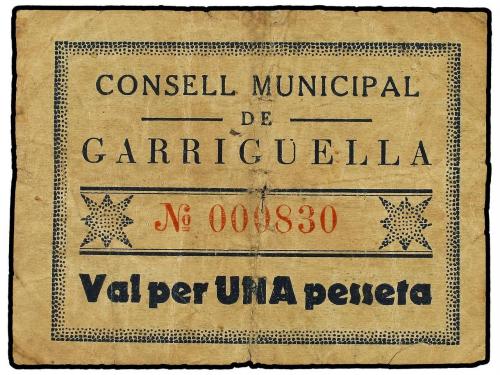 CONSELL MUNICIPAL
DE
GARRIGUELLA
No 000830
Val per UNA pesseta